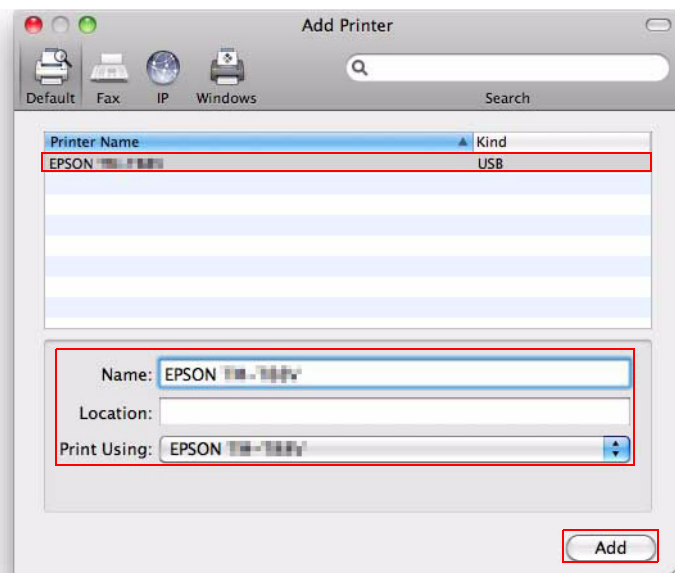 Add Printer
Default Fax IP Windows Search
Printer Name Kind
EPSON USB
Name: EPSON
Location:
Print Using: EPSON
Add